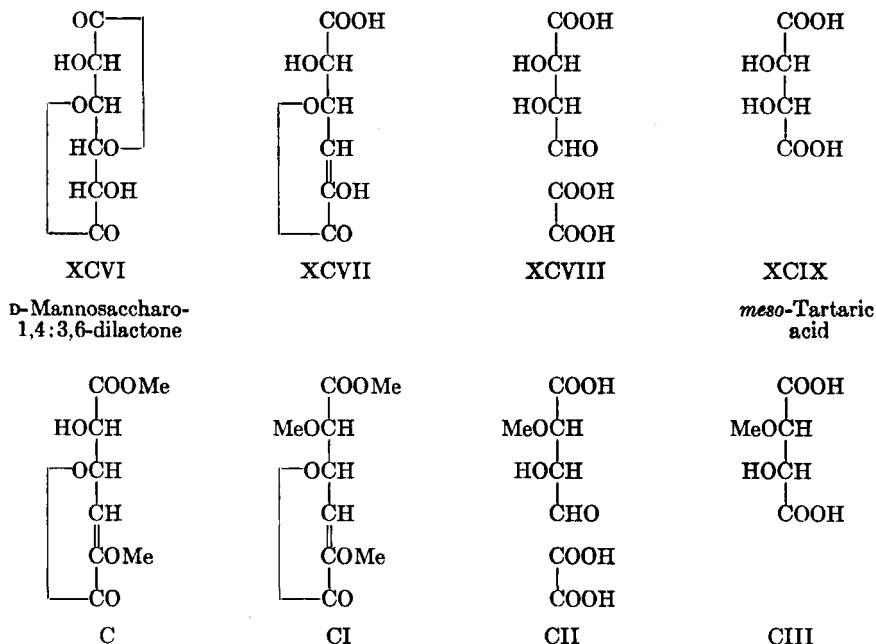 OC COOH COOH COOH
HOCH HOCH HOCH HOCH
OCH OCH HOCH HOCH
HCO CH CHO COOH
HCOH COH COOH
CO CO COOH
XCVI XCVII XCVIII XCIX
D-Mannosaccharo- meso-Tartaric
1,4:3,6-dilactone acid
COOMe COOMe COOH COOH
HOCH MeOCH MeOCH MeOCH
OCH OCH HOCH HOCH
CH CH CHO COOH
COMe COMe COOH
CO CO COOH
C CI CII CIII